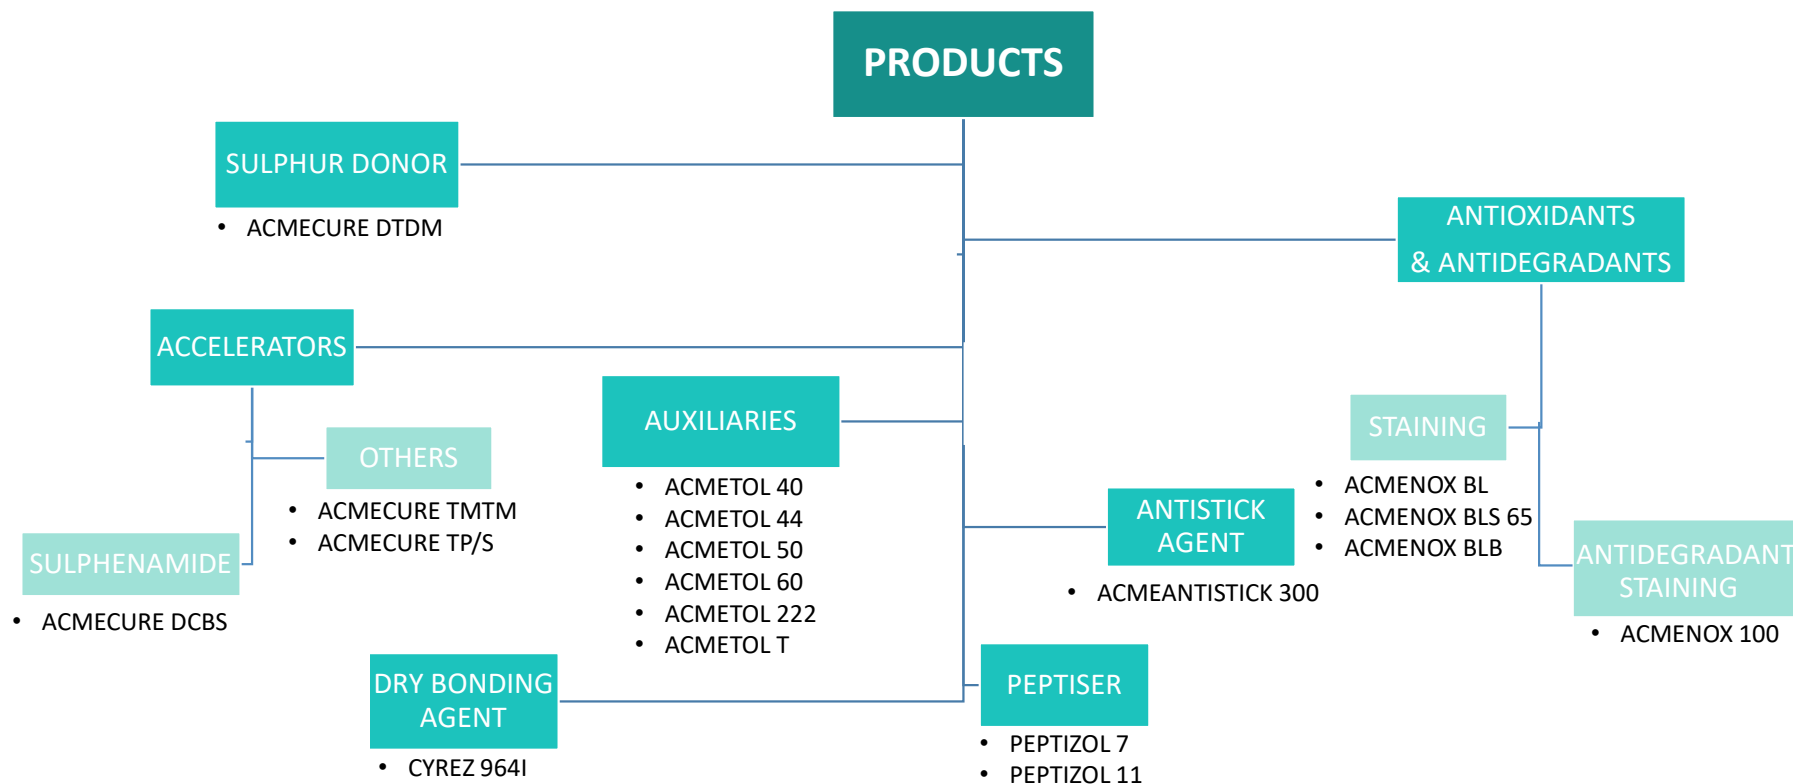 PRODUCTS
SULPHUR DONOR
• ACMECURE DTDM
ANTIOXIDANTS
& ANTIDEGRADANTS
ACCELERATORS
OTHERS
• ACMECURE TMTM
• ACMECURE TP/S
SULPHENAMIDE
• ACMECURE DCBS
AUXILIARIES
• ACMETOL 40
• ACMETOL 44
• ACMETOL 50
• ACMETOL 60
• ACMETOL 222
• ACMETOL T
STAINING
• ACMENOX BL
• ACMENOX BLS 65
• ACMENOX BLB
ANTISTICK
AGENT
• ACMEANTISTICK 300
ANTIDEGRADANT
STAINING
• ACMENOX 100
DRY BONDING
AGENT
• CYREZ 964I
PEPTISER
• PEPTIZOL 7
• PEPTIZOL 11